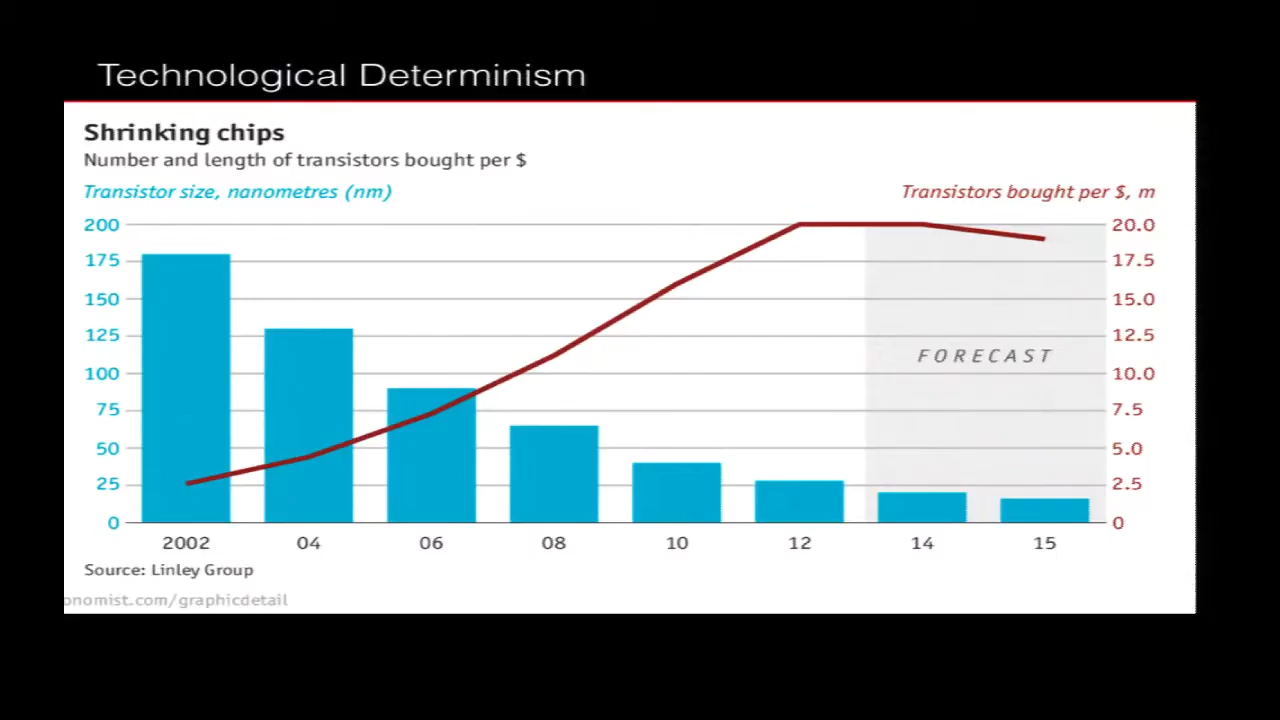 Technological Determinism
Shrinking chips
Number and length of transistors bought per $
Transistor size, nanometres (nm) Transistors bought per $, m
200 20.0
175 17.5
150 15.0
125 12.5
FORECAST
100 10.0
75 7.5
50 5.0
25 2.5
0 0
2002 04 06 08 10 12 14 15
Source: Linley Group
onomist.com/graphicdetail